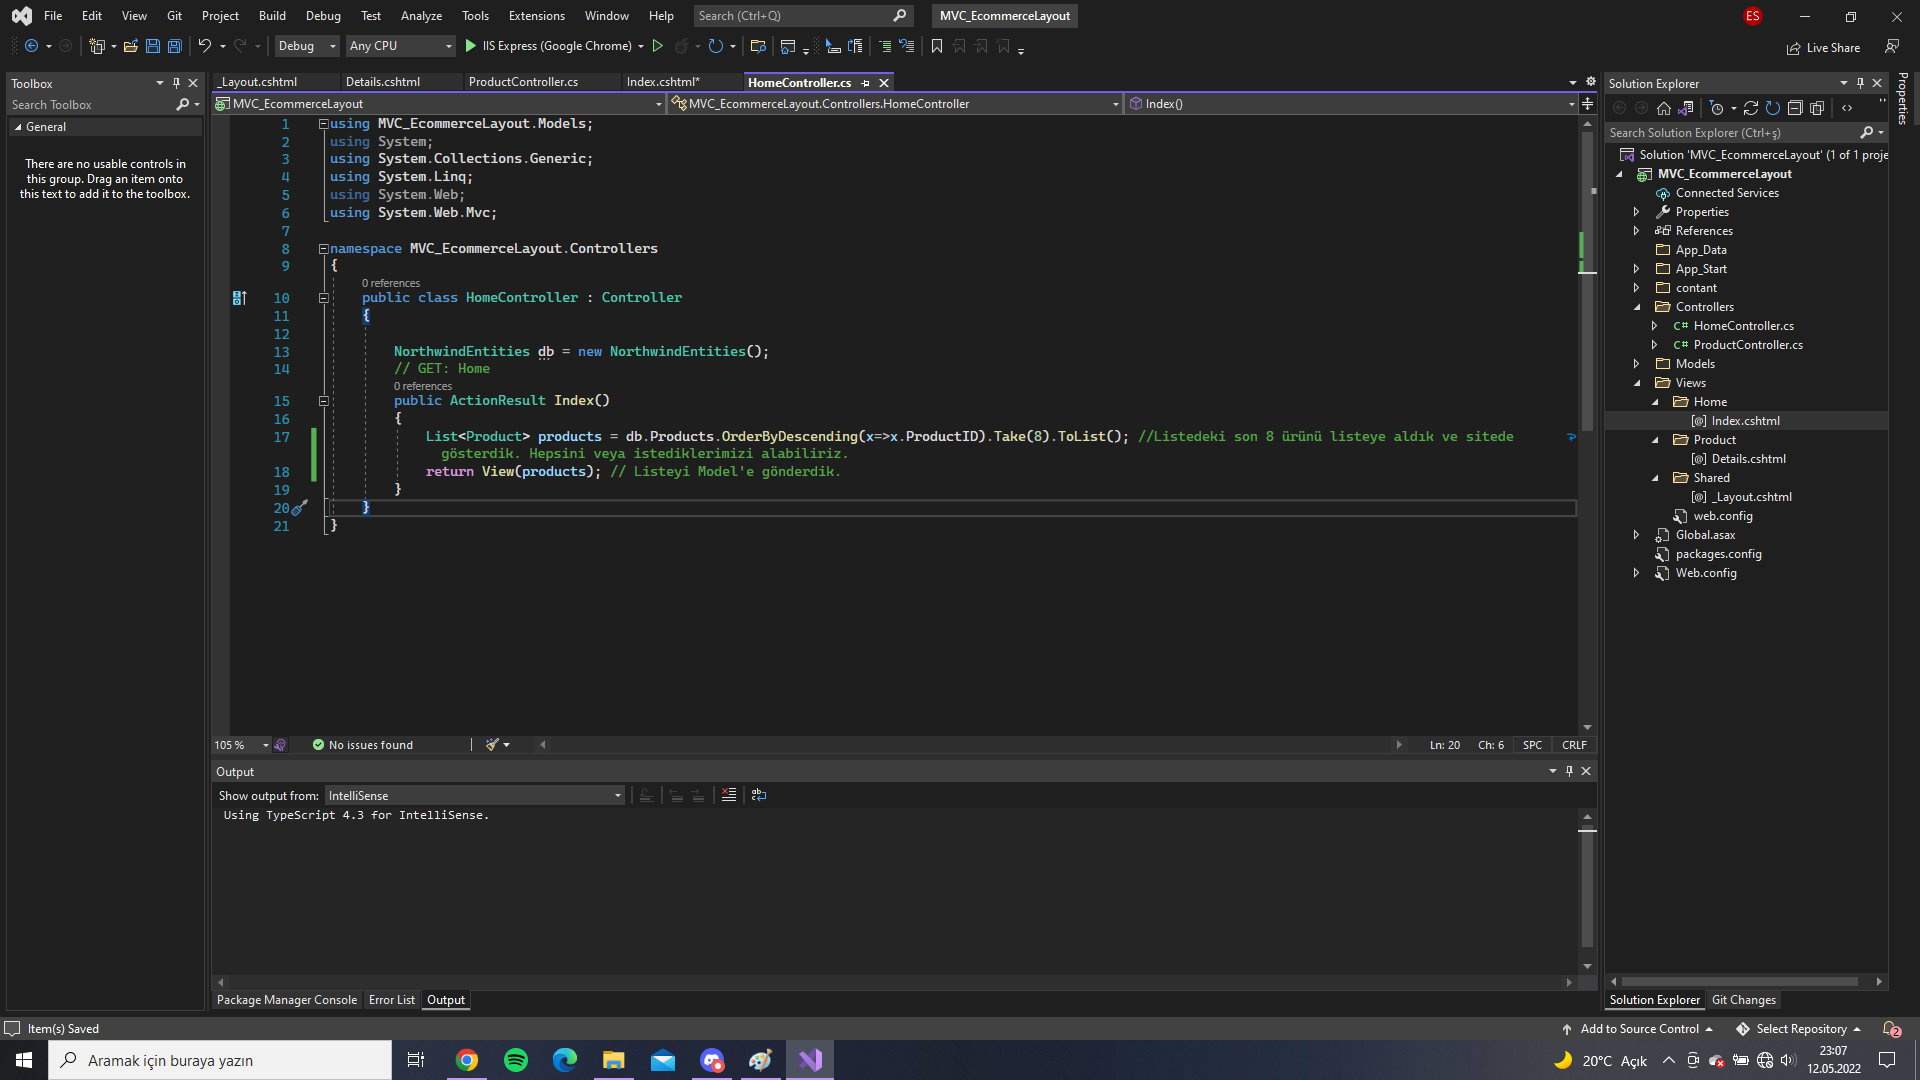 File Edit View Git Project Build Debug Test Analyze Tools Extensions Window Help Search (Ctrl+Q) MVC_EcommerceLayout ES
Debug Any CPU IIS Express (Google Chrome) Live Share
Toolbox
Search Toolbox
General
There are no usable controls in
this group. Drag an item onto
this text to add it to the toolbox.
_Layout.cshtml Details.cshtml ProductController.cs Index.cshtml* HomeController.cs
MVC_EcommerceLayout MVC_EcommerceLayout.Controllers.HomeController Index()
1 using MVC_EcommerceLayout.Models;
2 using System;
3 using System.Collections.Generic;
4 using System.Linq;
5 using System.Web;
6 using System.Web.Mvc;
7
8 namespace MVC_EcommerceLayout.Controllers
9 {
0 references
10 public class HomeController : Controller
11 {
12
13 NorthwindEntities db = new NorthwindEntities();
14 // GET: Home
0 references
15 public ActionResult Index()
16 {
17 List<Product> products = db.Products.OrderByDescending(x=>x.ProductID).Take(8).ToList(); //Listedeki son 8 ürünü listeye aldık ve sitede
gösterdik. Hepsini veya istediklerimizi alabiliriz.
18 return View(products); // Listeyi Model'e gönderdik.
19 }
20 }
21 }
105 % No issues found Ln: 20 Ch: 6 SPC CRLF
Output
Show output from: IntelliSense
Using TypeScript 4.3 for IntelliSense.
Package Manager Console Error List Output
Solution Explorer
Search Solution Explorer (Ctrl+ş)
Solution 'MVC_EcommerceLayout' (1 of 1 proje
MVC_EcommerceLayout
Connected Services
Properties
References
App_Data
App_Start
contant
Controllers
C# HomeController.cs
C# ProductController.cs
Models
Views
Home
[@] Index.cshtml
Product
[@] Details.cshtml
Shared
[@] _Layout.cshtml
web.config
Global.asax
packages.config
Web.config
Solution Explorer Git Changes
Properties
Item(s) Saved Add to Source Control Select Repository 2
Aramak için buraya yazın 20°C Açık 23:07
12.05.2022